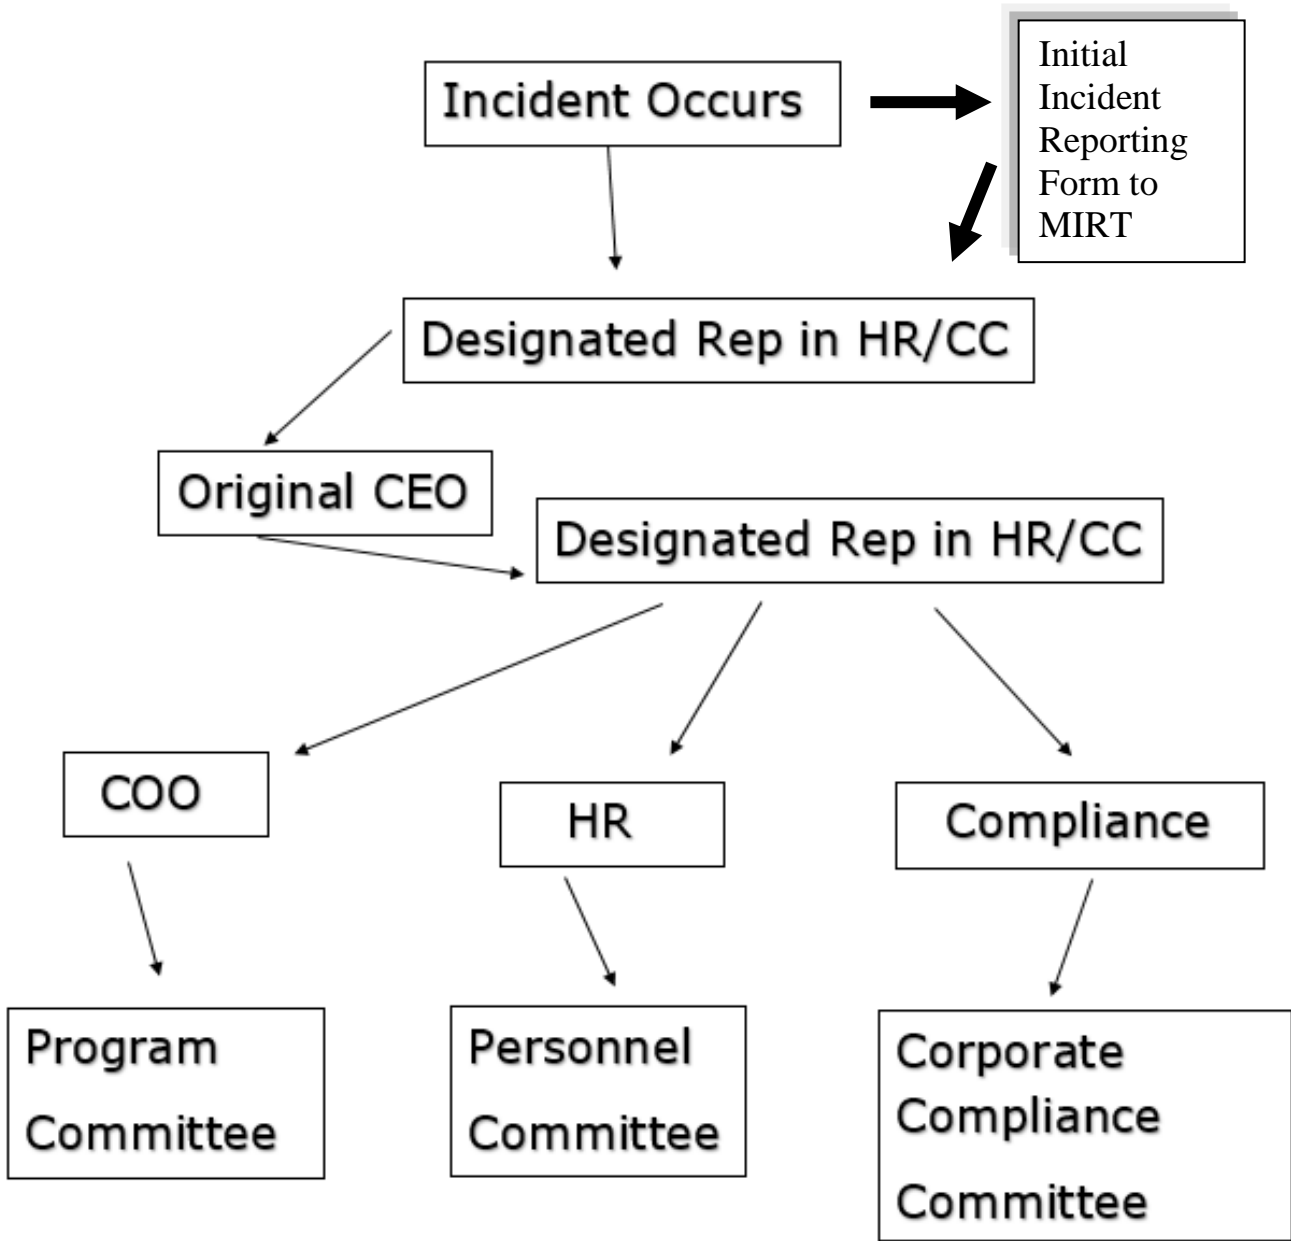 Incident Occurs
Initial
Incident
Reporting
Form to
MIRT
Designated Rep in HR/CC
Original CEO
Designated Rep in HR/CC
COO
HR
Compliance
Program
Committee
Personnel
Committee
Corporate
Compliance
Committee